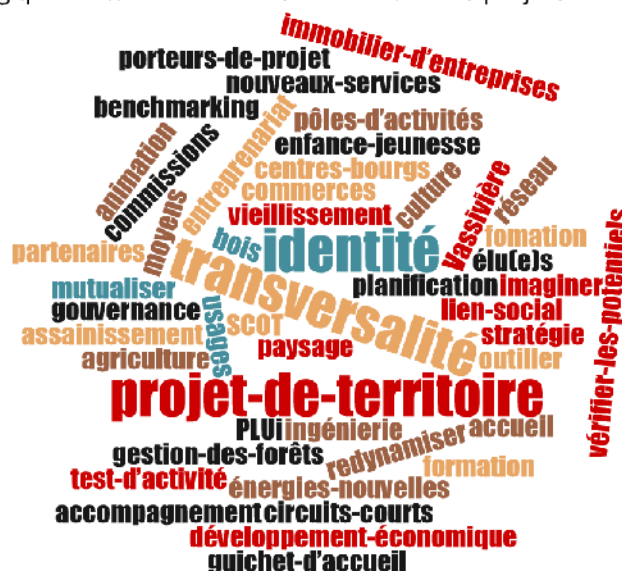 immobilier-d'entreprises
porteurs-de-projet
nouveaux-services
benchmarking
pôles-d'activités
entreprenariat
animation
commissions
enfance-jeunesse
centres-bourgs
commerces
culture
Vassivière
réseau
vieillissement
moyens
bois
identité
fomation
partenaires
transversalité
élu(e)s
mutualiser
planification
imaginer
vérifier-les-potentiels
gouvernance
usages
lien-social
assainissement
SCOT
paysage
stratégie
agriculture
outiller
projet-de-territoire
PLUi
ingénierie
redynamiser
accueil
gestion-des-forêts
formation
test-d'activité
énergies-nouvelles
accompagnement
circuits-courts
développement-économique
guichet-d'accueil